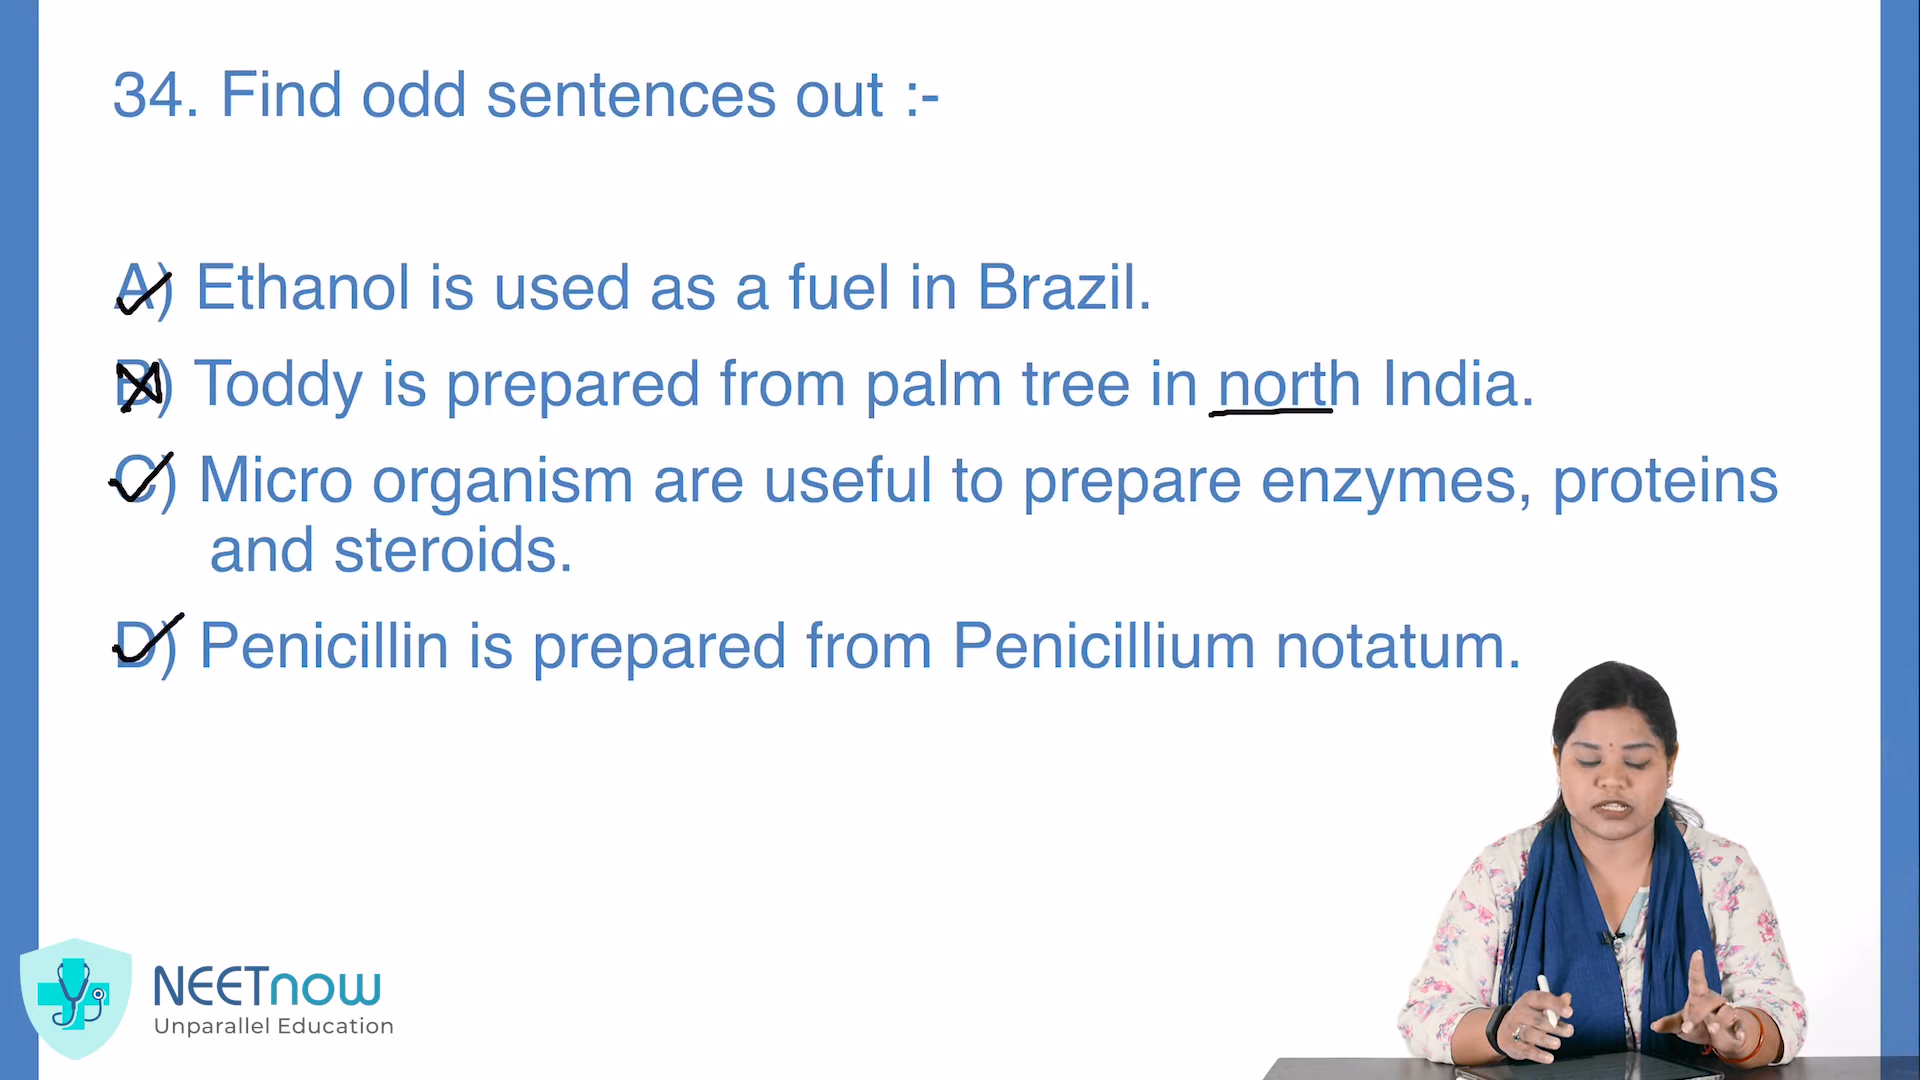 34. Find odd sentences out :-
A) Ethanol is used as a fuel in Brazil.
B) Toddy is prepared from palm tree in north India.
C) Micro organism are useful to prepare enzymes, proteins
and steroids.
D) Penicillin is prepared from Penicillium notatum.
NEETnow
Unparallel Education